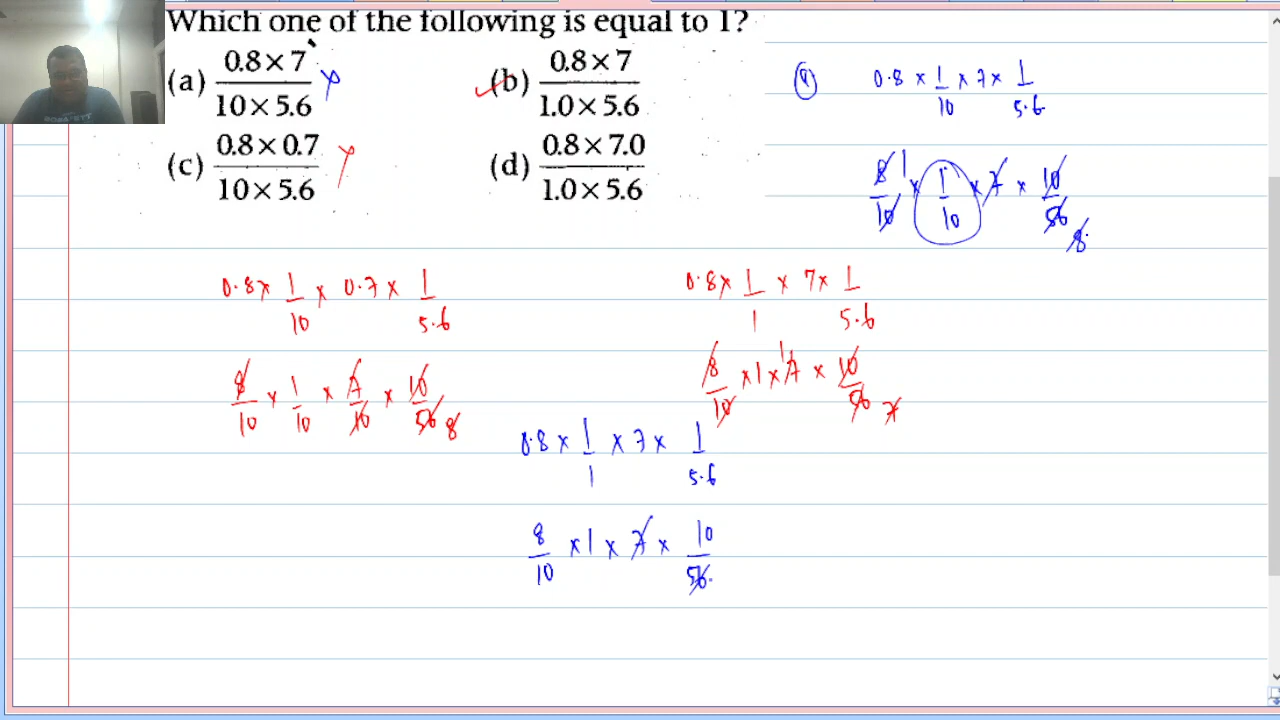 Which one of the following is equal to 1?
(a) 0.8 × 7 / 10 × 5.6 ×
(b) 0.8 × 7 / 1.0 × 5.6
(c) 0.8 × 0.7 / 10 × 5.6 ×
(d) 0.8 × 7.0 / 1.0 × 5.6
0.8 × 1/10 × 7 × 1/5.6
8/10 1 × 1/10 × 7 × 10/56 8
0.8 × 1/10 × 0.7 × 1/5.6
8/10 × 1/10 × 7/10 × 10/56 8
0.8 × 1/1 × 7 × 1/5.6
8/10 × 1 × 7 1 × 10/56 7
0.8 × 1/1 × 7 × 1/5.6
8/10 × 1 × 7 × 10/56